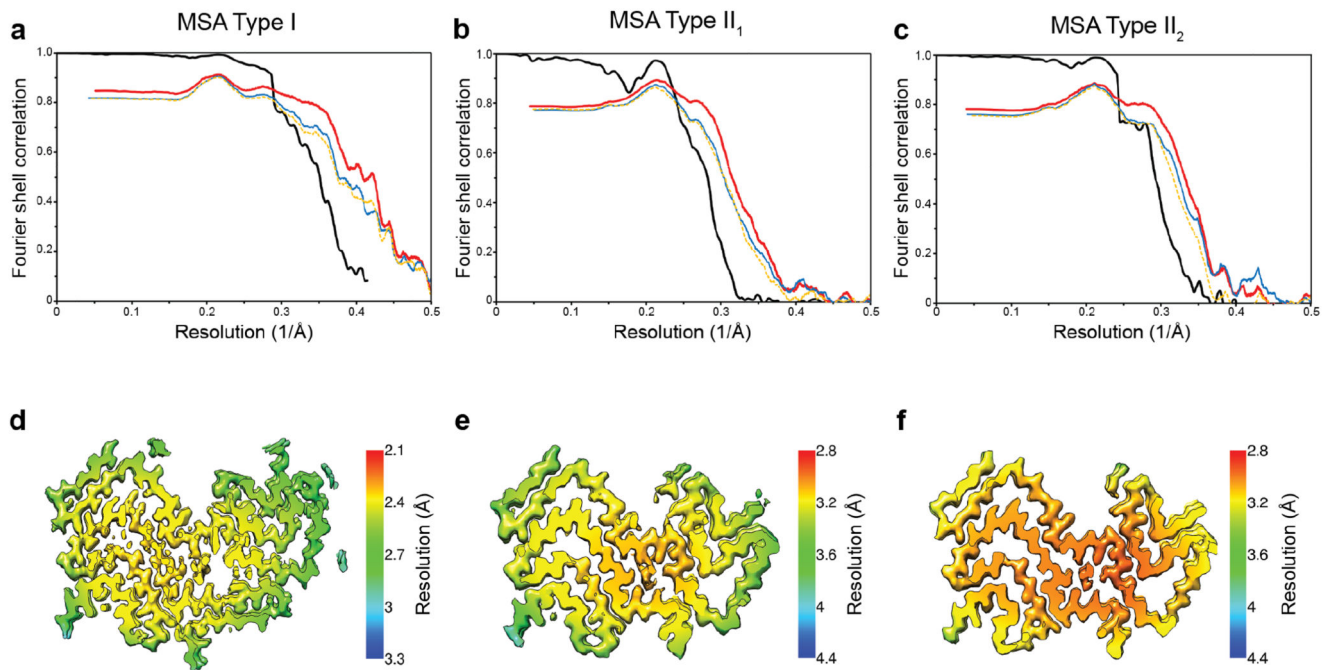 a MSA Type I
1.0
0.8
0.6
0.4
0.2
Fourier shell correlation
0 0.1 0.2 0.3 0.4 0.5
Resolution (1/Å)
b MSA Type II₁
1.0
0.8
0.6
0.4
0.2
Fourier shell correlation
0 0.1 0.2 0.3 0.4 0.5
Resolution (1/Å)
c MSA Type II₂
1.0
0.8
0.6
0.4
0.2
Fourier shell correlation
0 0.1 0.2 0.3 0.4 0.5
Resolution (1/Å)
d
2.1
2.4
2.7
3
3.3
Resolution (Å)
e
2.8
3.2
3.6
4
4.4
Resolution (Å)
f
2.8
3.2
3.6
4
4.4
Resolution (Å)